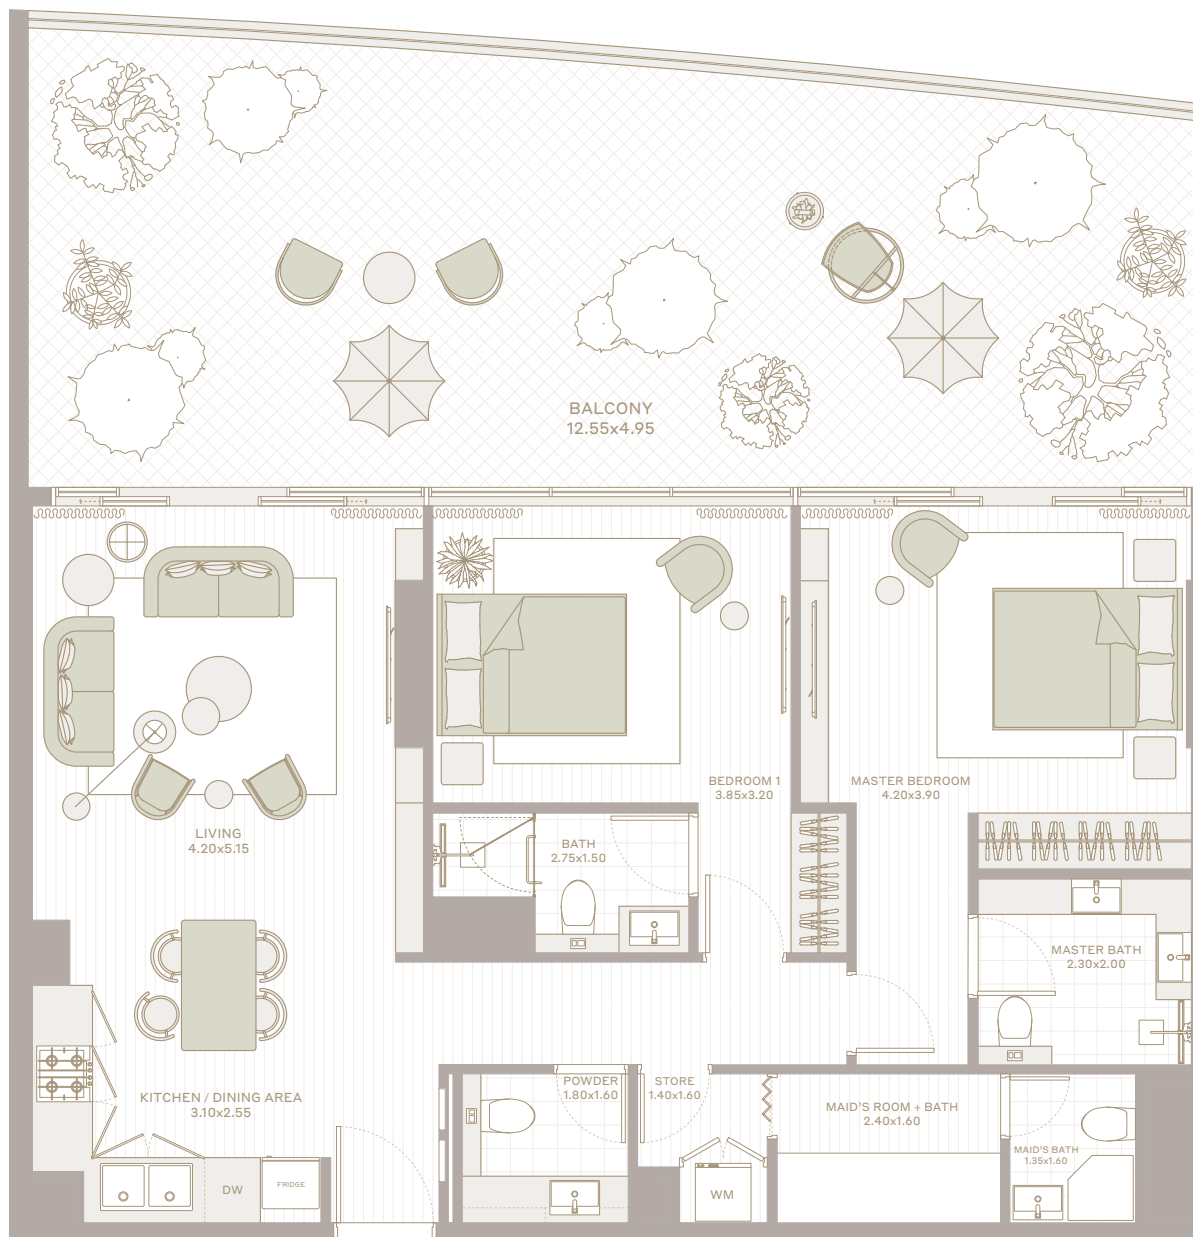 BALCONY
12.55x4.95
BEDROOM 1
3.85x3.20
MASTER BEDROOM
4.20x3.90
LIVING
4.20x5.15
BATH
2.75x1.50
MASTER BATH
2.30x2.00
KITCHEN / DINING AREA
3.10x2.55
POWDER
1.80x1.60
STORE
1.40x1.60
MAID'S ROOM + BATH
2.40x1.60
MAID'S BATH
1.35x1.60
DW
FRIDGE
WM